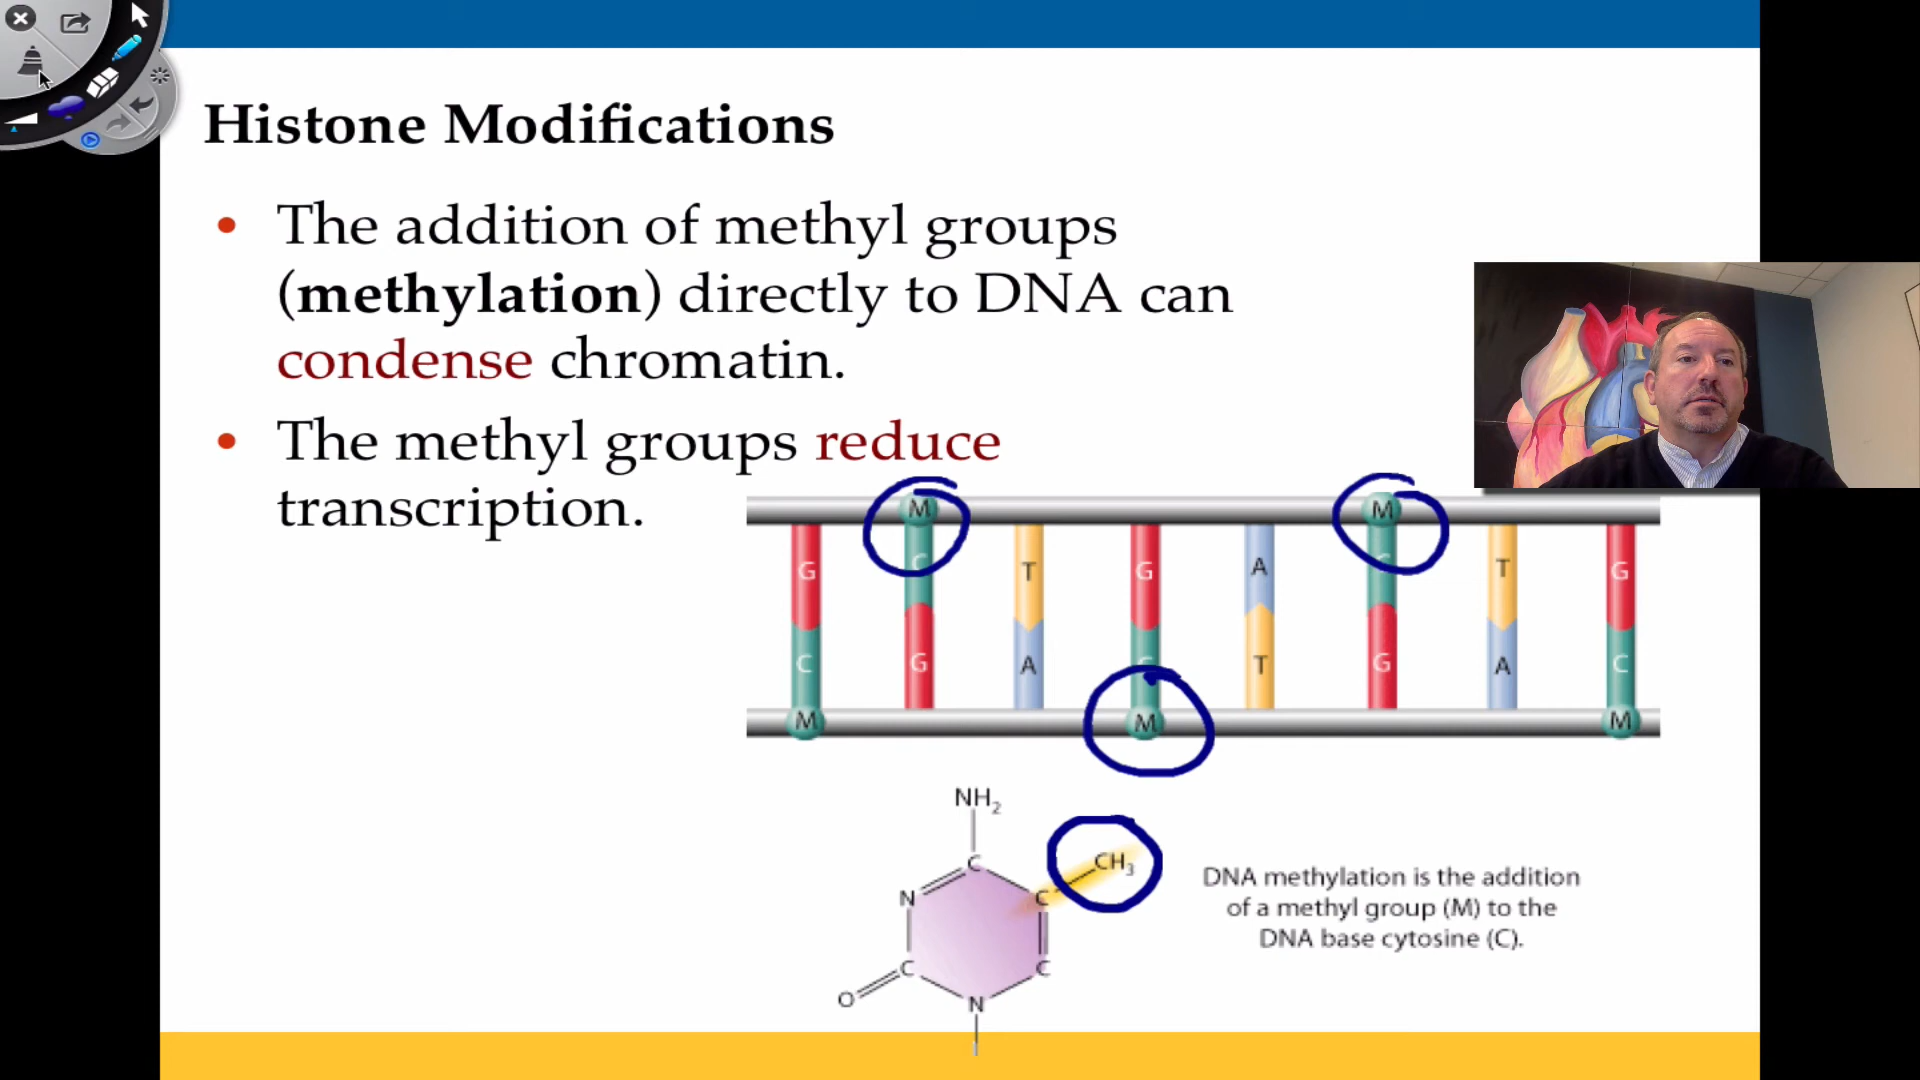 Histone Modifications
• The addition of methyl groups
(methylation) directly to DNA can
condense chromatin.
• The methyl groups reduce
transcription.
M M
G C T G A C T G
C G A C T G A C
M M M
NH2
C CH3
N C
C C
O N
DNA methylation is the addition
of a methyl group (M) to the
DNA base cytosine (C).